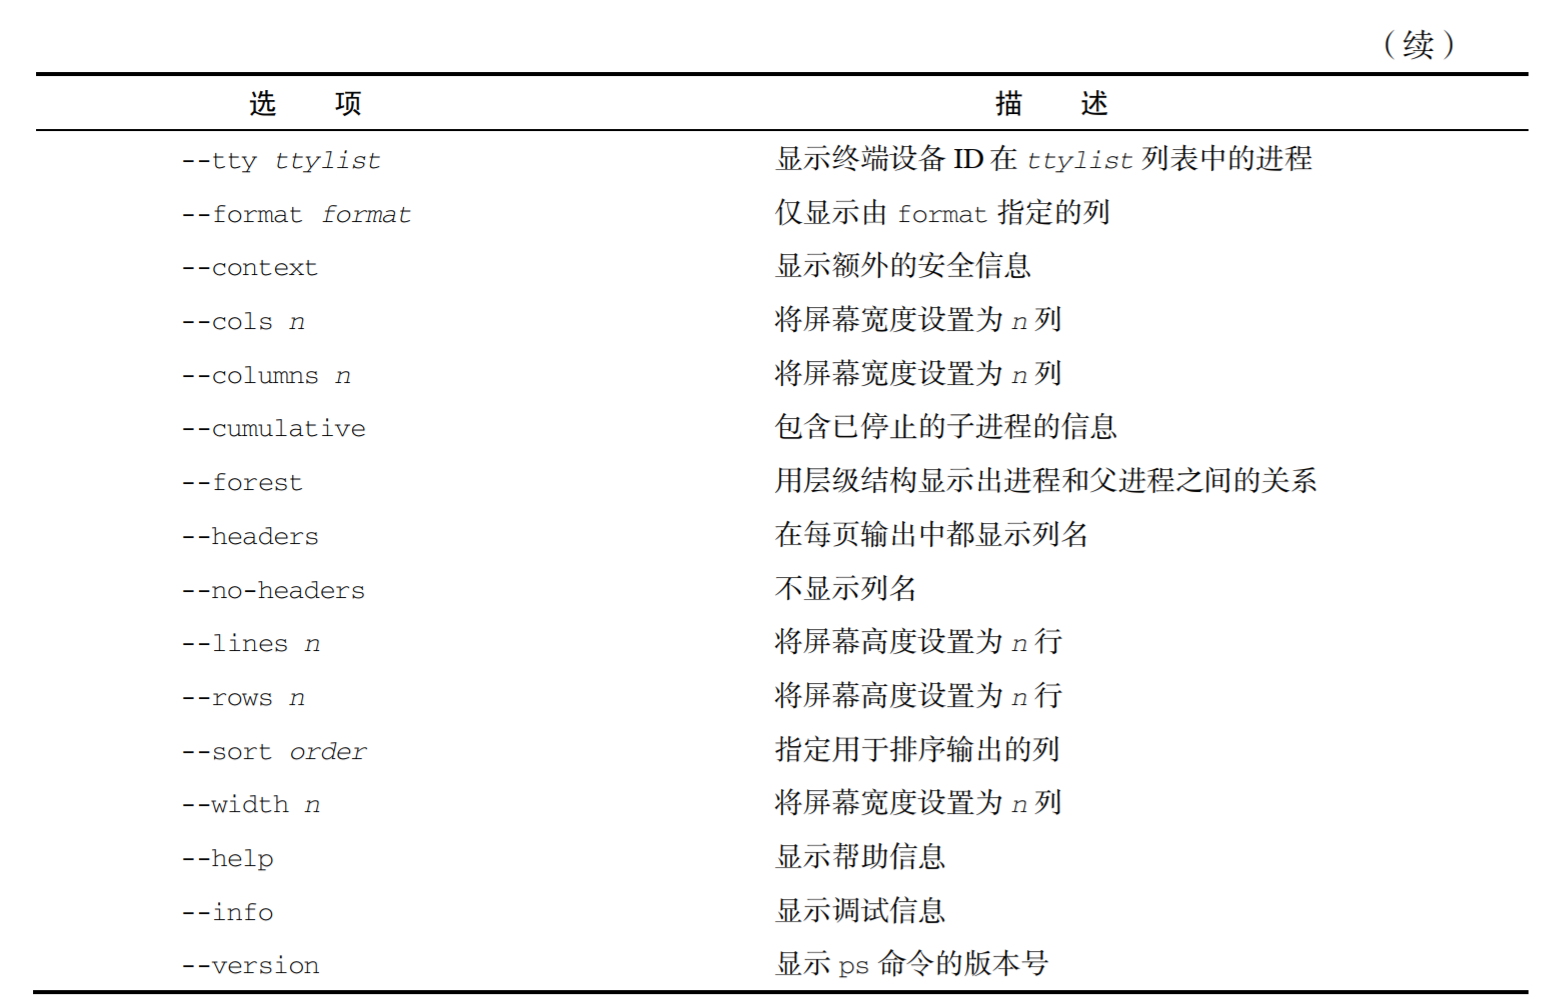 （续）
选 项 描 述
--tty ttylist 显示终端设备 ID 在 ttylist 列表中的进程
--format format 仅显示由 format 指定的列
--context 显示额外的安全信息
--cols n 将屏幕宽度设置为 n 列
--columns n 将屏幕宽度设置为 n 列
--cumulative 包含已停止的子进程的信息
--forest 用层级结构显示出进程和父进程之间的关系
--headers 在每页输出中都显示列名
--no-headers 不显示列名
--lines n 将屏幕高度设置为 n 行
--rows n 将屏幕高度设置为 n 行
--sort order 指定用于排序输出的列
--width n 将屏幕宽度设置为 n 列
--help 显示帮助信息
--info 显示调试信息
--version 显示 ps 命令的版本号